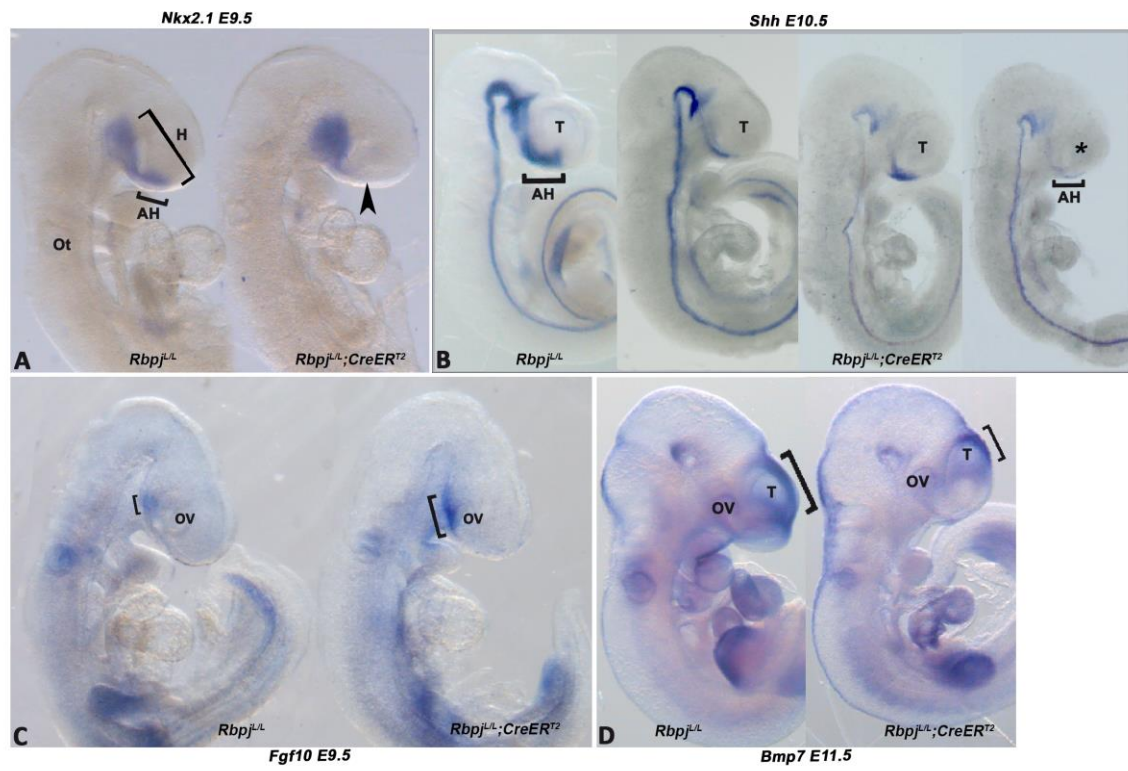 Nkx2.1 E9.5
Shh E10.5
H
AH
Ot
A
Rbpj^L/L
Rbpj^L/L;CreER^T2
T
AH
T
T
*
AH
B
Rbpj^L/L
Rbpj^L/L;CreER^T2
OV
OV
C
Rbpj^L/L
Rbpj^L/L;CreER^T2
Fgf10 E9.5
T
OV
T
OV
D
Rbpj^L/L
Rbpj^L/L;CreER^T2
Bmp7 E11.5